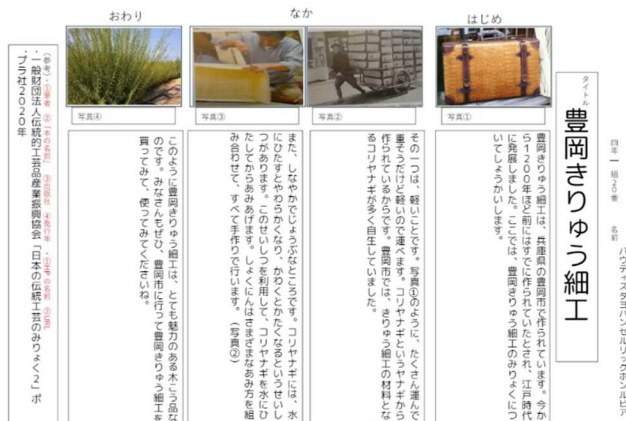 四年 一組20番 名前
タイトル
豊岡きりゅう細工
はじめ
写真①
豊岡きりゅう細工は、兵庫県の豊岡市で作られています。今か
ら1200年ほど前にはすでに作られていたとされ、江戸時代
に発展しました。ここでは、豊岡きりゅう細工のみりょくにつ
いてしょうかいします。
なか
写真②
その一つは、軽いことです。写真①のように、たくさん運んで
重そうだけど軽いので運べます。コリヤナギというヤナギから
作られているからです。豊岡市では、きりゅう細工の材料とな
るコリヤナギが多く自生していました。
写真③
また、しなやかでじょうぶなところです。コリヤナギには、水
にひたすとやわらかくなり、かわくとかたくなるというせいし
つがあります。このせいしつを利用して、コリヤナギを水にひ
たしてからあみあげます。しょくにんはさまざまなあみ方を組
み合わせて、すべて手作りで行います。（写真②）
おわり
写真④
このように豊岡きりゅう細工は、とても魅力のある木こう品な
のです。みなさんもぜひ、豊岡市に行って豊岡きりゅう細工を
買ってみて、使ってみてくださいね。
（参考）・①筆者 ②「本の名前」 ③出版社 ④発行年 ・①HPの名前 ②URL
・一般財団法人伝統的工芸品産業振興協会「日本の伝統工芸のみりょく2」ポ
プラ社2020年